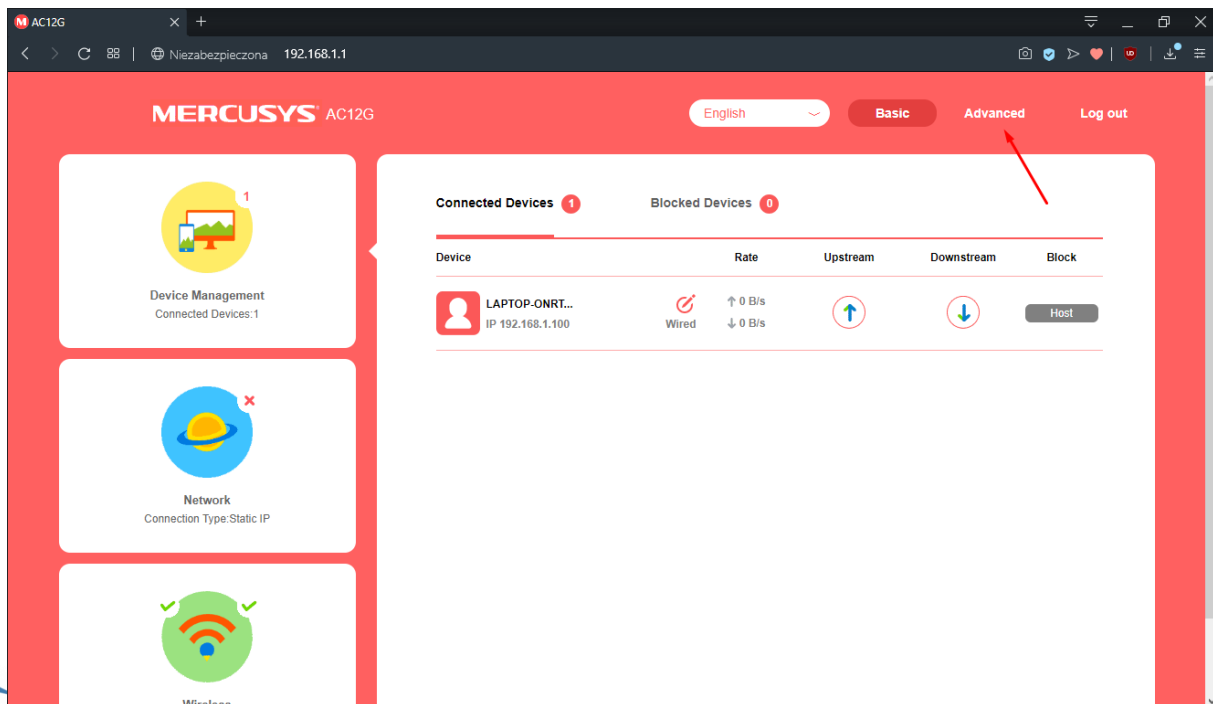 AC12G
Niezabezpieczona 192.168.1.1
MERCUSYS AC12G
English
Basic
Advanced
Log out
1
Device Management
Connected Devices:1
Network
Connection Type:Static IP
Wireless
Connected Devices 1
Blocked Devices 0
Device Rate Upstream Downstream Block
LAPTOP-ONRT...
IP 192.168.1.100
Wired
0 B/s
0 B/s
Host